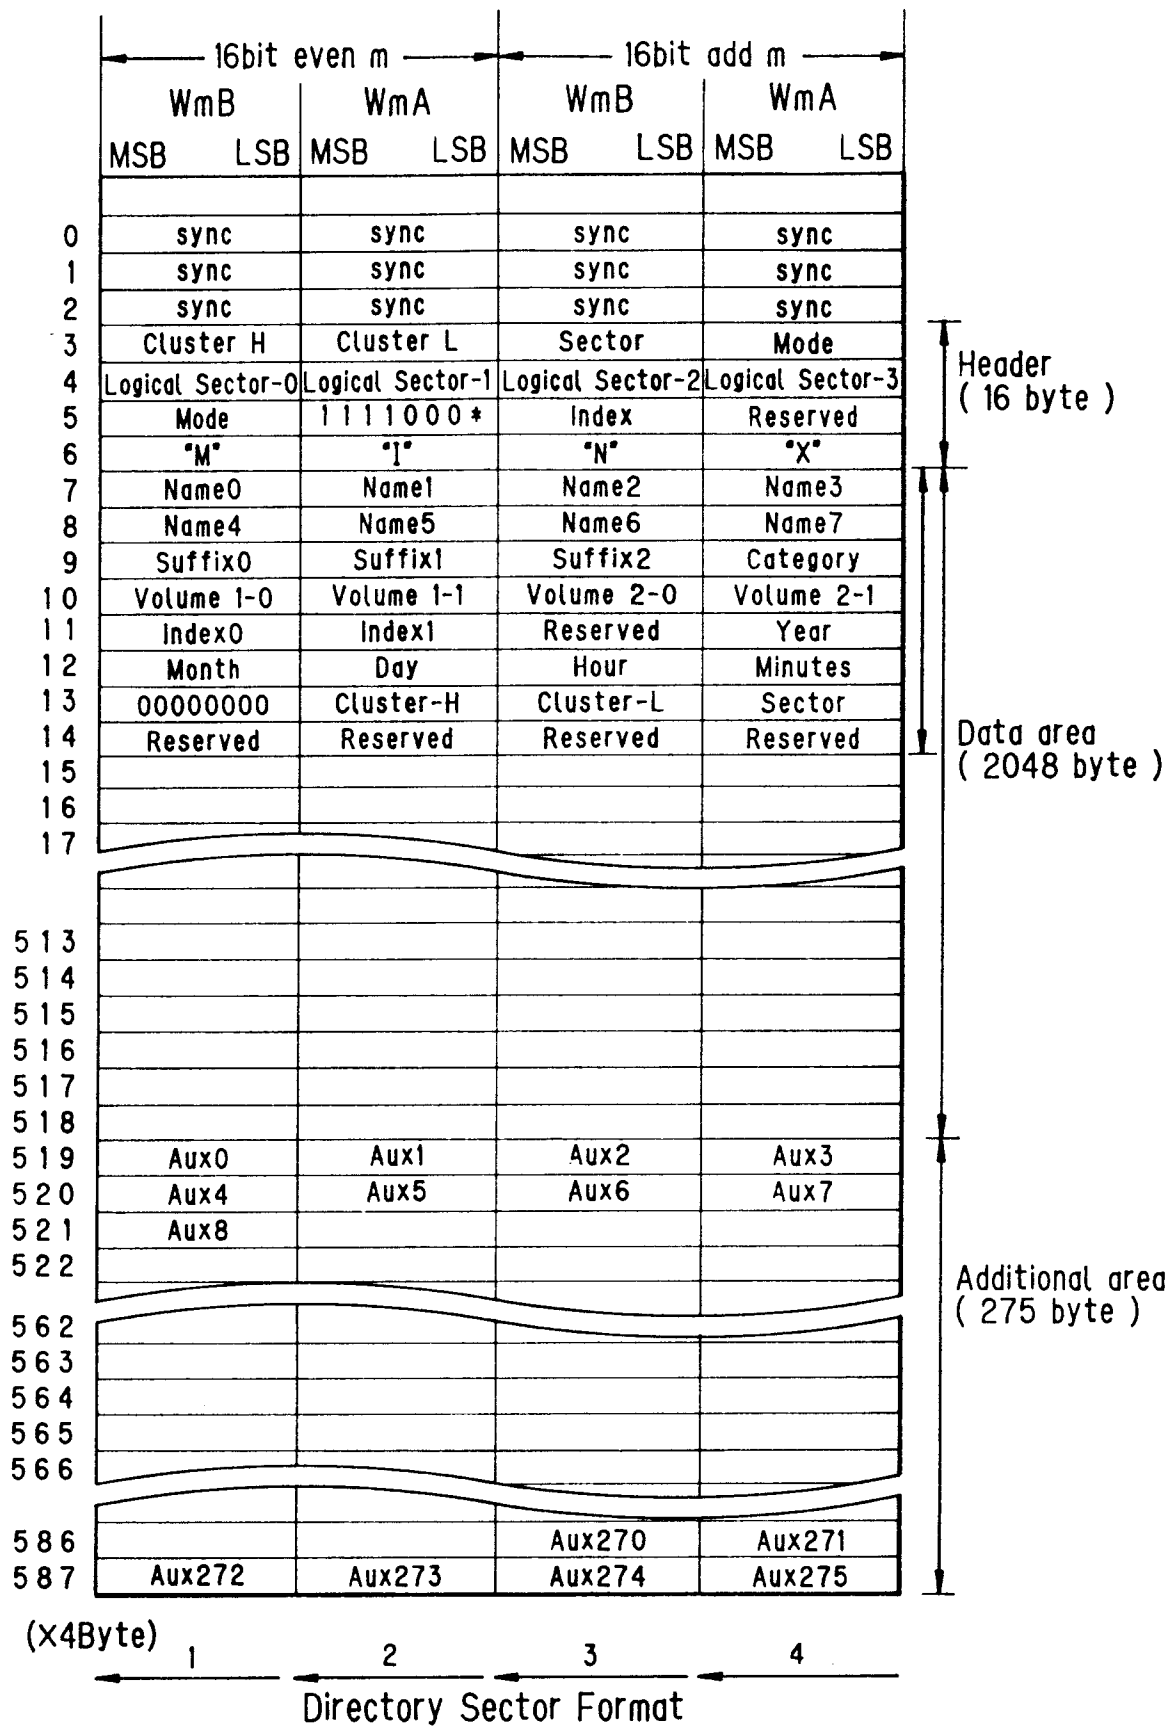 16bit even m 16bit add m
WmB WmA WmB WmA
MSB LSB MSB LSB MSB LSB MSB LSB
0 sync sync sync sync
1 sync sync sync sync
2 sync sync sync sync
3 Cluster H Cluster L Sector Mode
4 Logical Sector-0 Logical Sector-1 Logical Sector-2 Logical Sector-3
Header
( 16 byte )
5 Mode 1111000* Index Reserved
6 "M" "I" "N" "X"
7 Name0 Name1 Name2 Name3
8 Name4 Name5 Name6 Name7
9 Suffix0 Suffix1 Suffix2 Category
10 Volume 1-0 Volume 1-1 Volume 2-0 Volume 2-1
11 Index0 Index1 Reserved Year
12 Month Day Hour Minutes
13 00000000 Cluster-H Cluster-L Sector
14 Reserved Reserved Reserved Reserved
Data area
( 2048 byte )
15
16
17
513
514
515
516
517
518
519 Aux0 Aux1 Aux2 Aux3
520 Aux4 Aux5 Aux6 Aux7
521 Aux8
522
Additional area
( 275 byte )
562
563
564
565
566
586 Aux270 Aux271
587 Aux272 Aux273 Aux274 Aux275
(X4Byte)
1 2 3 4
Directory Sector Format